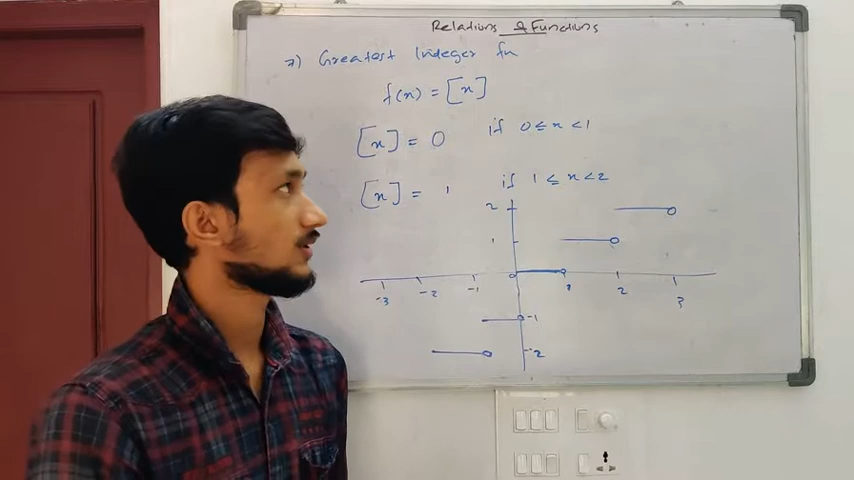 Relations & Functions
7) Greatest Integer fn
f(x) = [x]
[x] = 0 if 0 ≤ x < 1
[x] = 1 if 1 ≤ x < 2
2
1
-3 -2 -1 1 2 3
-1
-2